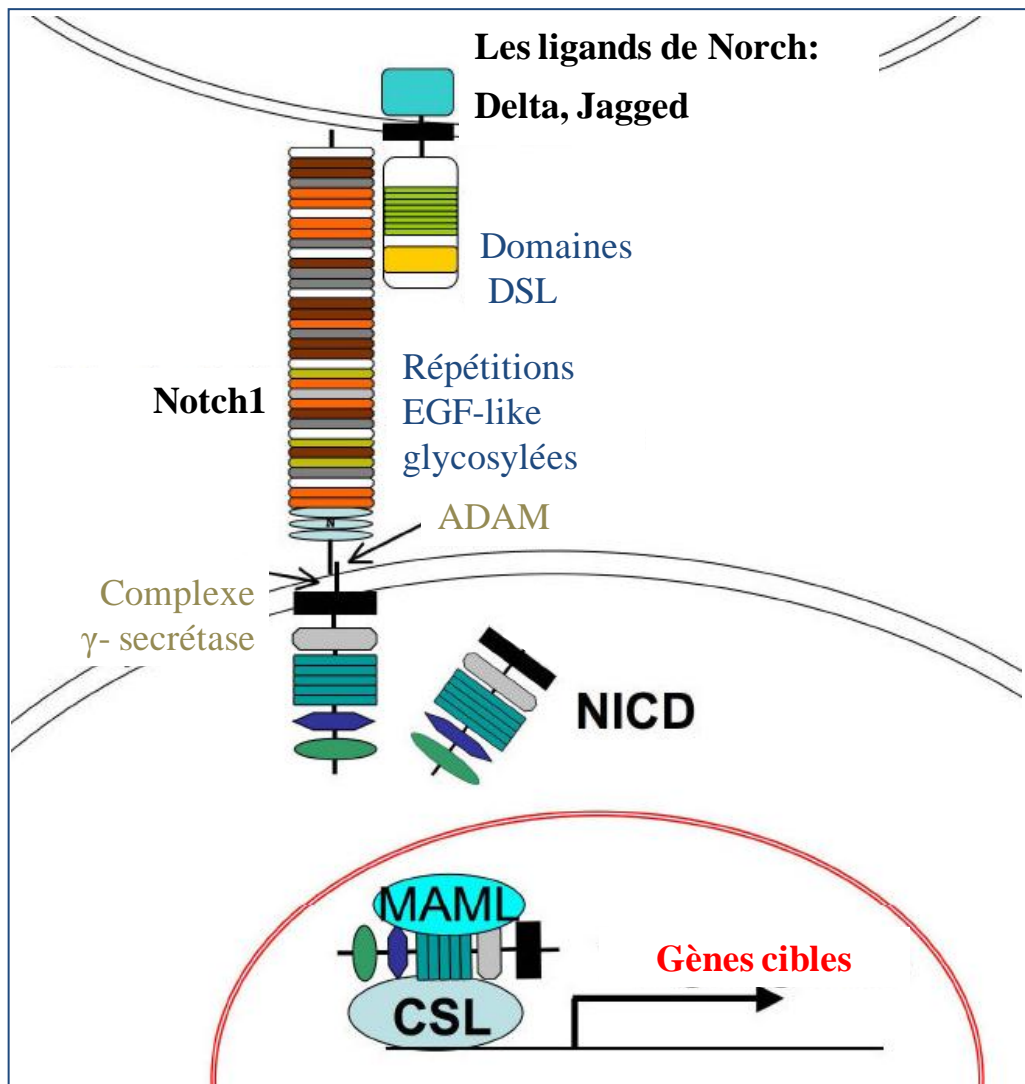 Les ligands de Norch:
Delta, Jagged
Domaines
DSL
Notch1
Répétitions
EGF-like
glycosylées
N
ADAM
Complexe
γ- secrétase
NICD
MAML
CSL
Gènes cibles